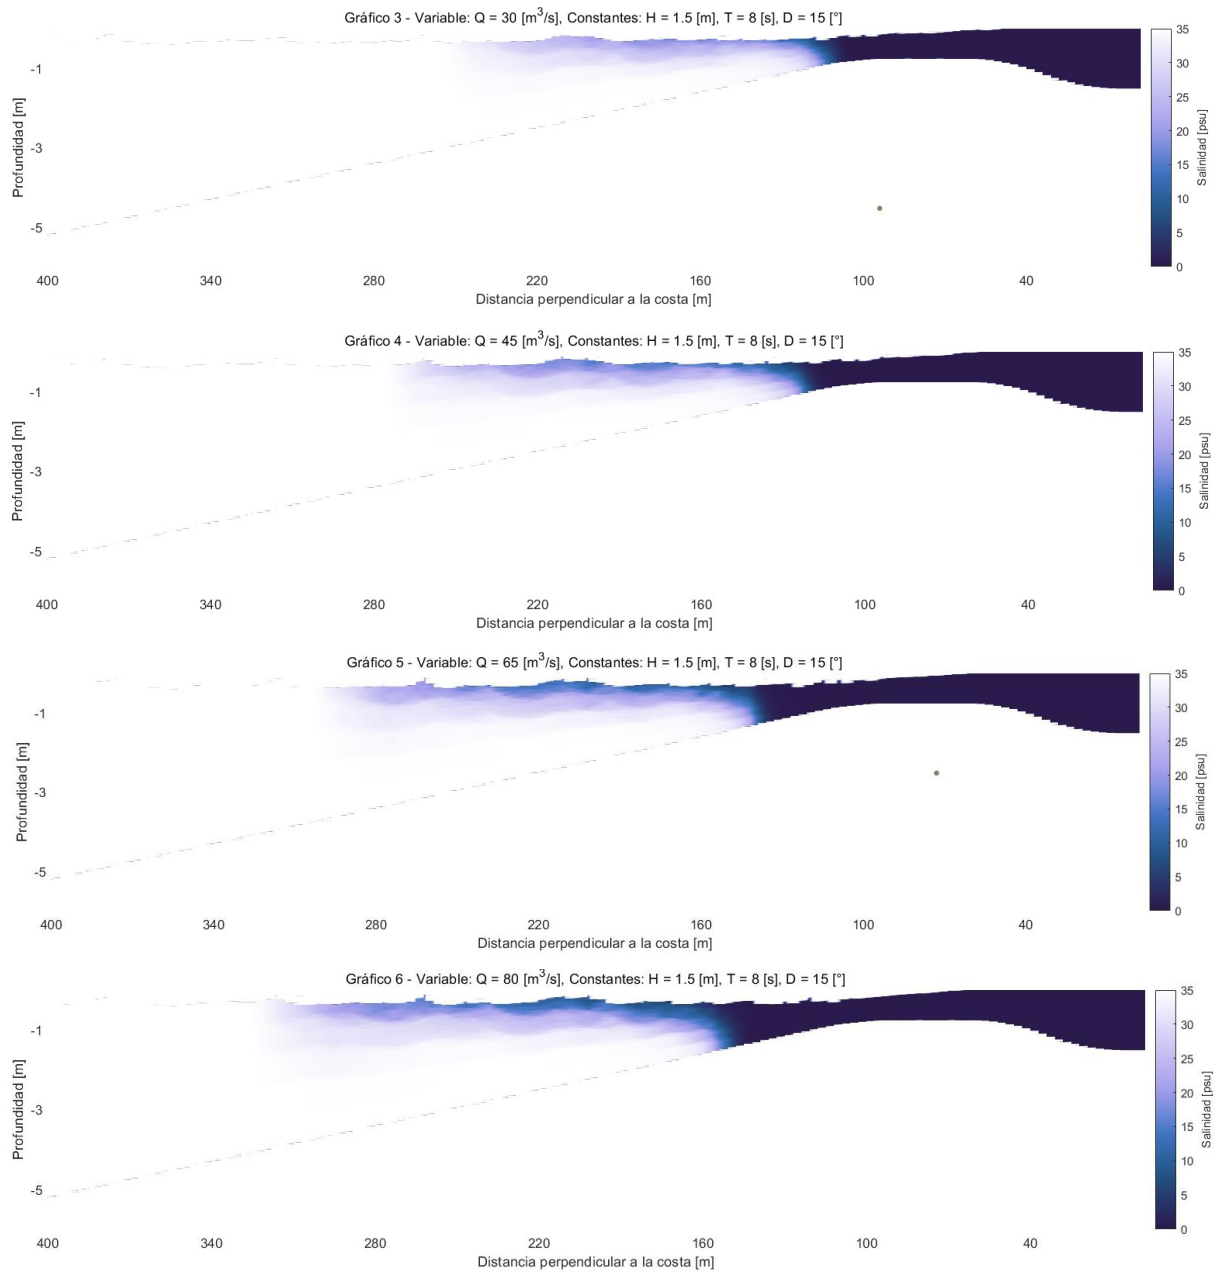 Gráfico 3 - Variable: Q = 30 [m³/s], Constantes: H = 1.5 [m], T = 8 [s], D = 15 [°]
-1
-3
-5
Profundidad [m]
400 340 280 220 160 100 40
Distancia perpendicular a la costa [m]
35
30
25
20
15
10
5
0
Salinidad [psu]
Gráfico 4 - Variable: Q = 45 [m³/s], Constantes: H = 1.5 [m], T = 8 [s], D = 15 [°]
-1
-3
-5
Profundidad [m]
400 340 280 220 160 100 40
Distancia perpendicular a la costa [m]
35
30
25
20
15
10
5
0
Salinidad [psu]
Gráfico 5 - Variable: Q = 65 [m³/s], Constantes: H = 1.5 [m], T = 8 [s], D = 15 [°]
-1
-3
-5
Profundidad [m]
400 340 280 220 160 100 40
Distancia perpendicular a la costa [m]
35
30
25
20
15
10
5
0
Salinidad [psu]
Gráfico 6 - Variable: Q = 80 [m³/s], Constantes: H = 1.5 [m], T = 8 [s], D = 15 [°]
-1
-3
-5
Profundidad [m]
400 340 280 220 160 100 40
Distancia perpendicular a la costa [m]
35
30
25
20
15
10
5
0
Salinidad [psu]